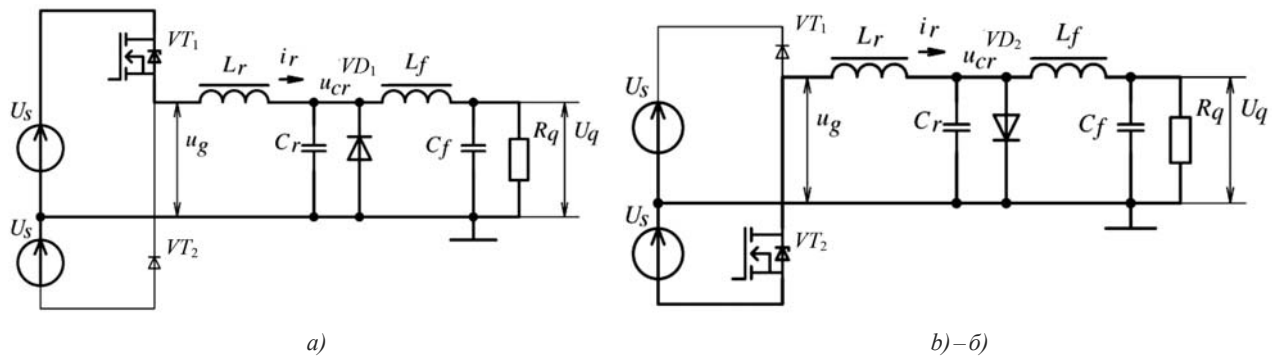 VT1
Lr
ir
ucr
VD1
Lf
Us
ug
Cr
Cf
Rq
Uq
Us
VT2
a)
VT1
Lr
ir
ucr
VD2
Lf
Us
ug
Cr
Cf
Rq
Uq
Us
VT2
b)–б)